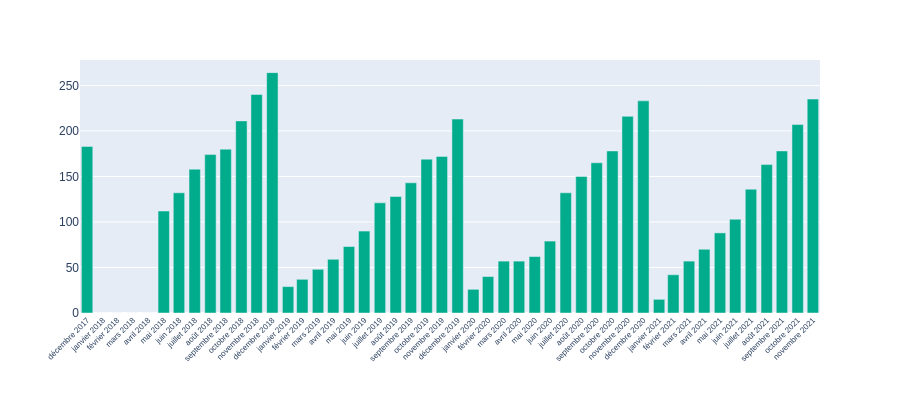 250
200
150
100
50
0
décembre 2017
janvier 2018
février 2018
mars 2018
avril 2018
mai 2018
juin 2018
juillet 2018
août 2018
septembre 2018
octobre 2018
novembre 2018
décembre 2018
janvier 2019
février 2019
mars 2019
avril 2019
mai 2019
juin 2019
juillet 2019
août 2019
septembre 2019
octobre 2019
novembre 2019
décembre 2019
janvier 2020
février 2020
mars 2020
avril 2020
mai 2020
juin 2020
juillet 2020
août 2020
septembre 2020
octobre 2020
novembre 2020
décembre 2020
janvier 2021
février 2021
mars 2021
avril 2021
mai 2021
juin 2021
juillet 2021
août 2021
septembre 2021
octobre 2021
novembre 2021